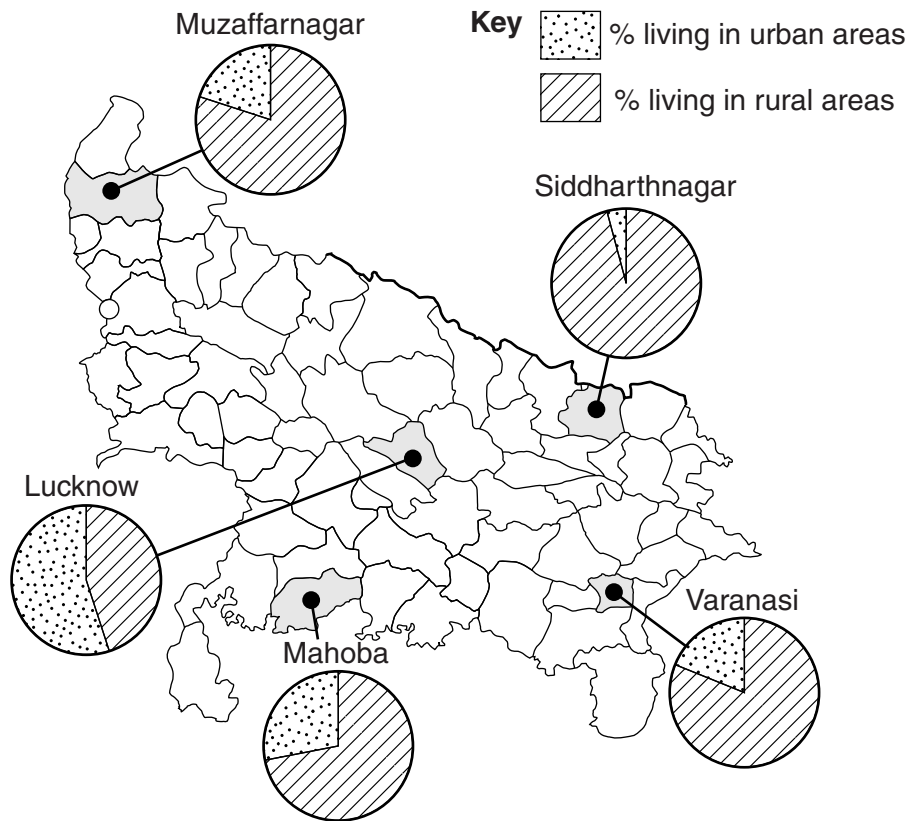 Muzaffarnagar
Key
% living in urban areas
% living in rural areas
Siddharthnagar
Lucknow
Varanasi
Mahoba